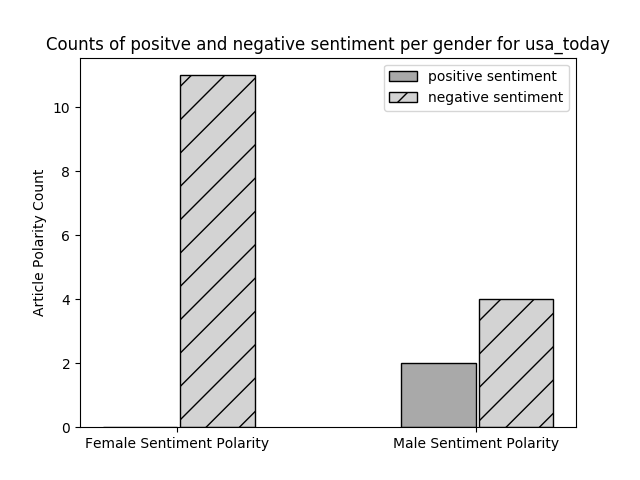 Counts of positve and negative sentiment per gender for usa_today
positive sentiment
negative sentiment
Article Polarity Count
10
8
6
4
2
0
Female Sentiment Polarity
Male Sentiment Polarity